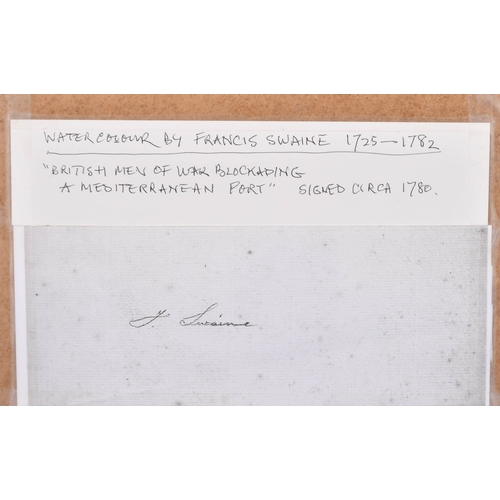 WATERCOLOUR BY FRANCIS SWAINE 1725-1782
"BRITISH MEN OF WAR BLOCKADING
A MEDITERRANEAN PORT" SIGNED CIRCA 1780.
F. Swaine